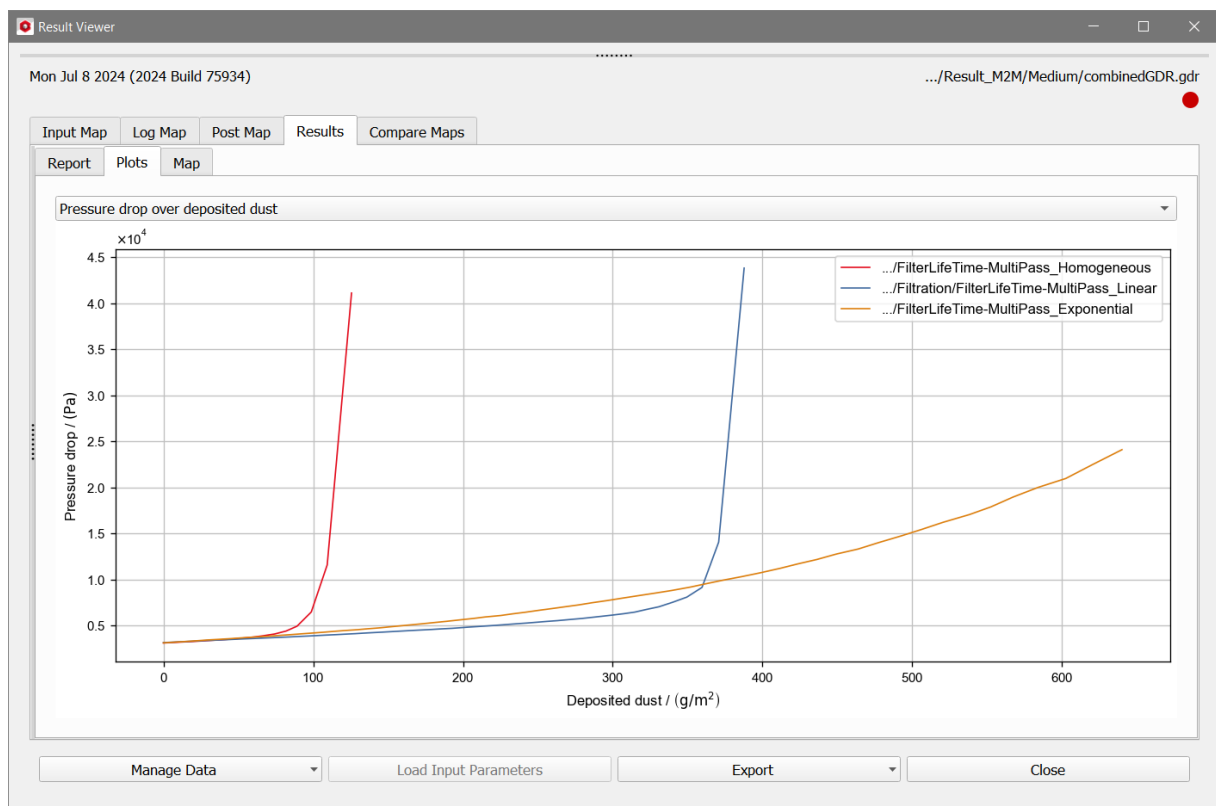 Result Viewer
Mon Jul 8 2024 (2024 Build 75934)
.../Result_M2M/Medium/combinedGDR.gdr
Input Map Log Map Post Map Results Compare Maps
Report Plots Map
Pressure drop over deposited dust
×10⁴
4.5
4.0
3.5
3.0
2.5
2.0
1.5
1.0
0.5
Pressure drop / (Pa)
.../FilterLifeTime-MultiPass_Homogeneous
.../Filtration/FilterLifeTime-MultiPass_Linear
.../FilterLifeTime-MultiPass_Exponential
0 100 200 300 400 500 600
Deposited dust / (g/m²)
Manage Data Load Input Parameters Export Close